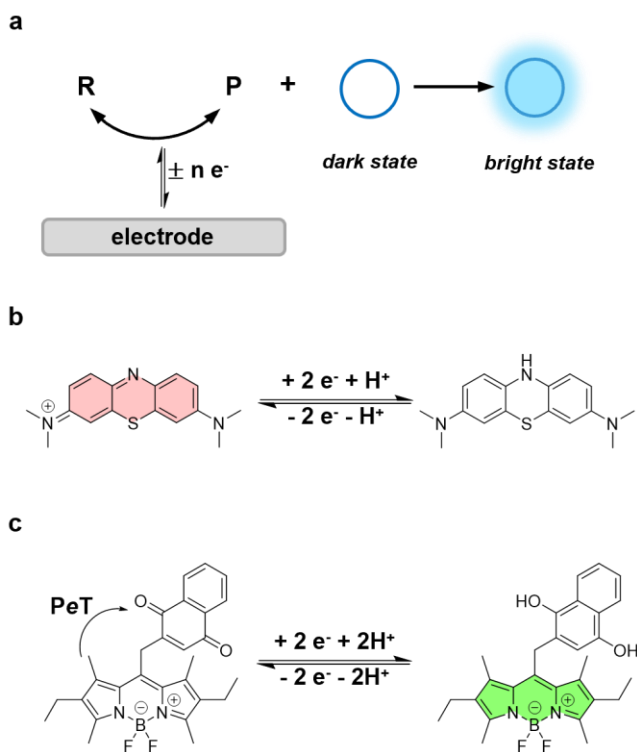 a
R P +
dark state bright state
± n e-
electrode
b
N H
N
+ 2 e- + H+
- 2 e- - H+
⊕
N S N N S N
c
O
PeT HO
O + 2 e- + 2H+ OH
- 2 e- - 2H+
⊖ ⊕ ⊖ ⊕
N B N N B N
F F F F